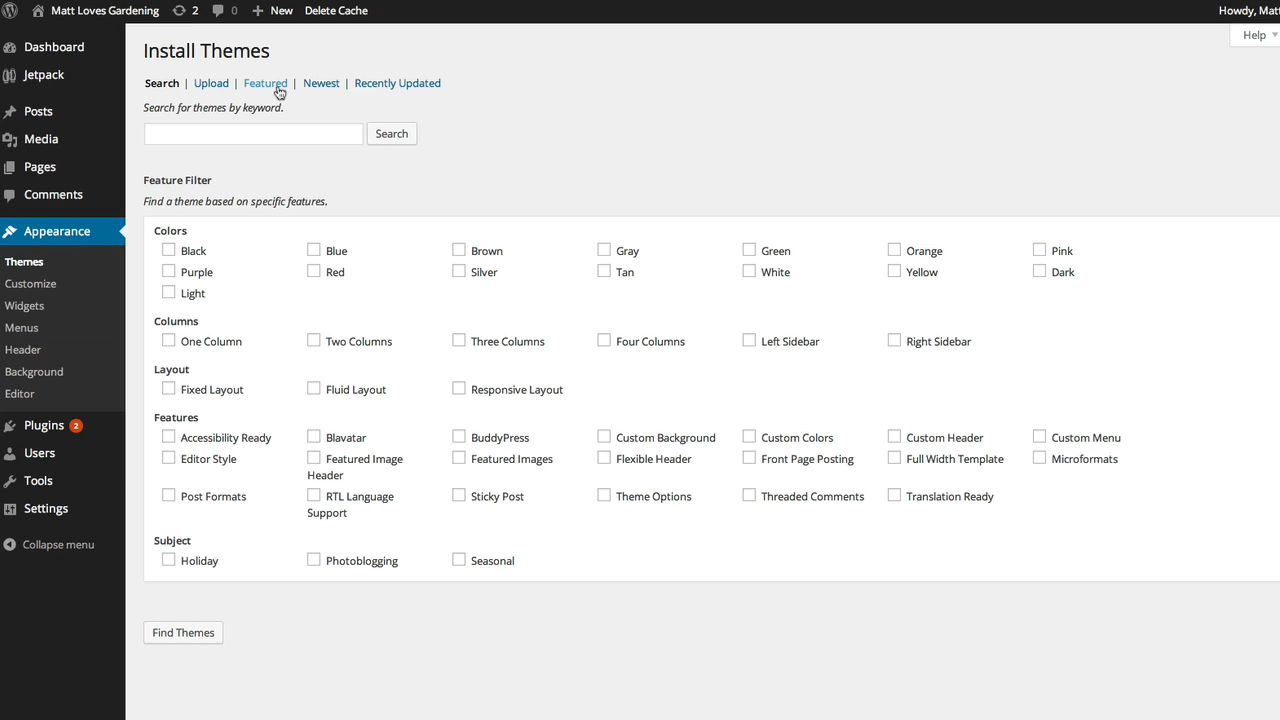 Matt Loves Gardening 2 0 New Delete Cache Howdy, Matt
Help
Dashboard
Jetpack
Posts
Media
Pages
Comments
Appearance
Themes
Customize
Widgets
Menus
Header
Background
Editor
Plugins 2
Users
Tools
Settings
Collapse menu
Install Themes
Search | Upload | Featured | Newest | Recently Updated
Search for themes by keyword.
Search
Feature Filter
Find a theme based on specific features.
Colors
Black Blue Brown Gray Green Orange Pink
Purple Red Silver Tan White Yellow Dark
Light
Columns
One Column Two Columns Three Columns Four Columns Left Sidebar Right Sidebar
Layout
Fixed Layout Fluid Layout Responsive Layout
Features
Accessibility Ready Blavatar BuddyPress Custom Background Custom Colors Custom Header Custom Menu
Editor Style Featured Image Featured Images Flexible Header Front Page Posting Full Width Template Microformats
Header
Post Formats RTL Language Sticky Post Theme Options Threaded Comments Translation Ready
Support
Subject
Holiday Photoblogging Seasonal
Find Themes